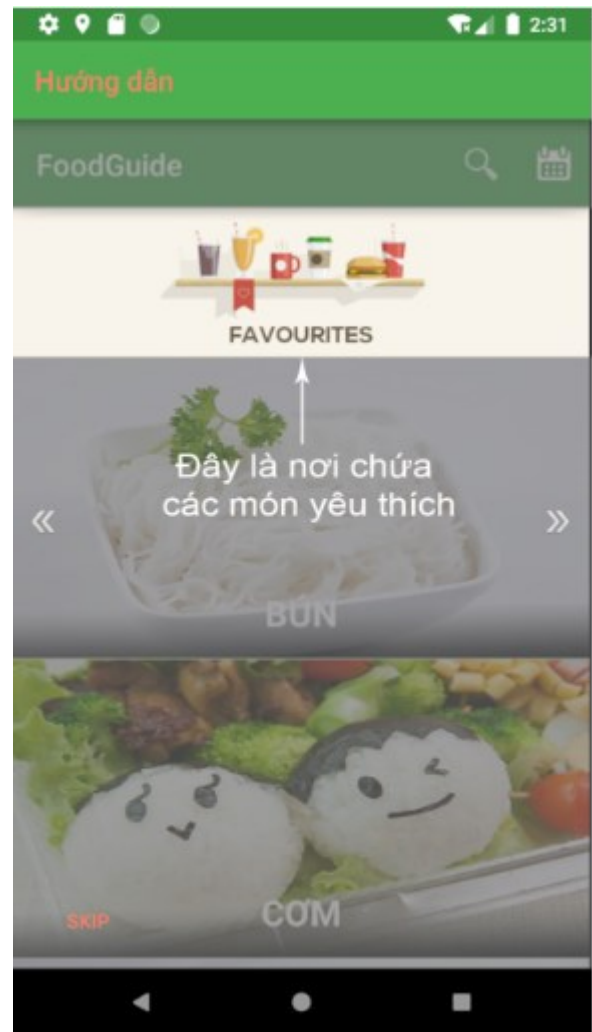 2:31
Hướng dẫn
FoodGuide
FAVOURITES
Đây là nơi chứa
các món yêu thích
«
»
BÚN
SKIP
CƠM